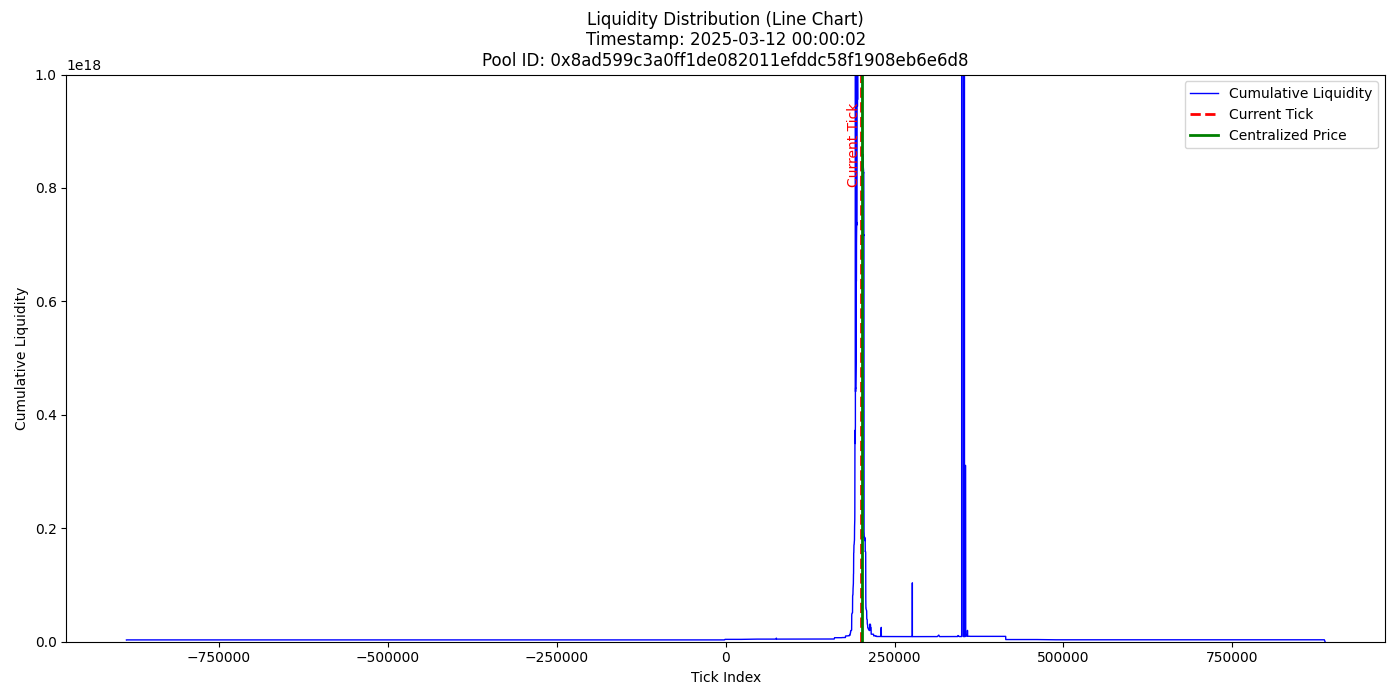 Liquidity Distribution (Line Chart)
Timestamp: 2025-03-12 00:00:02
Pool ID: 0x8ad599c3a0ff1de082011efddc58f1908eb6e6d8
1e18
1.0
0.8
0.6
0.4
0.2
0.0
Cumulative Liquidity
Current Tick
Cumulative Liquidity
Current Tick
Centralized Price
−750000
−500000
−250000
0
250000
500000
750000
Tick Index